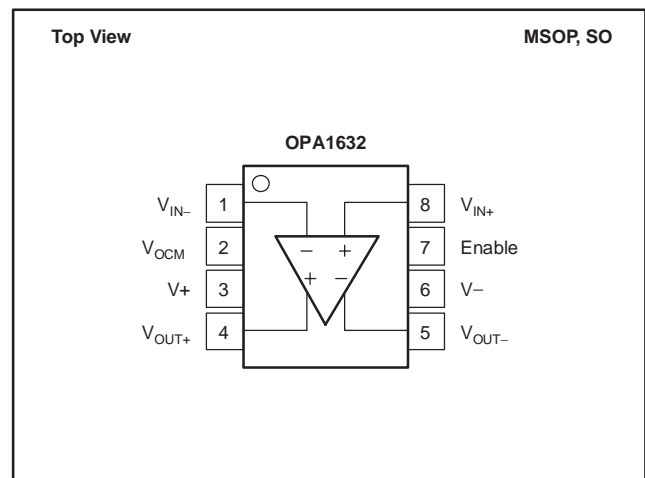 Top View MSOP, SO
OPA1632
V_IN– 1 8 V_IN+
V_OCM 2 – + 7 Enable
V+ 3 + – 6 V–
V_OUT+ 4 5 V_OUT–